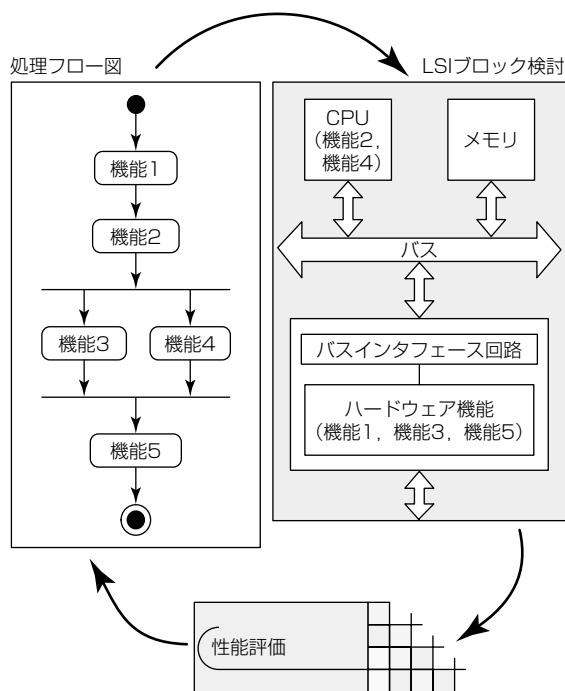 処理フロー図
機能1
機能2
機能3
機能4
機能5
LSIブロック検討
CPU
(機能2,
機能4)
メモリ
バス
バスインタフェース回路
ハードウェア機能
(機能1, 機能3, 機能5)
性能評価